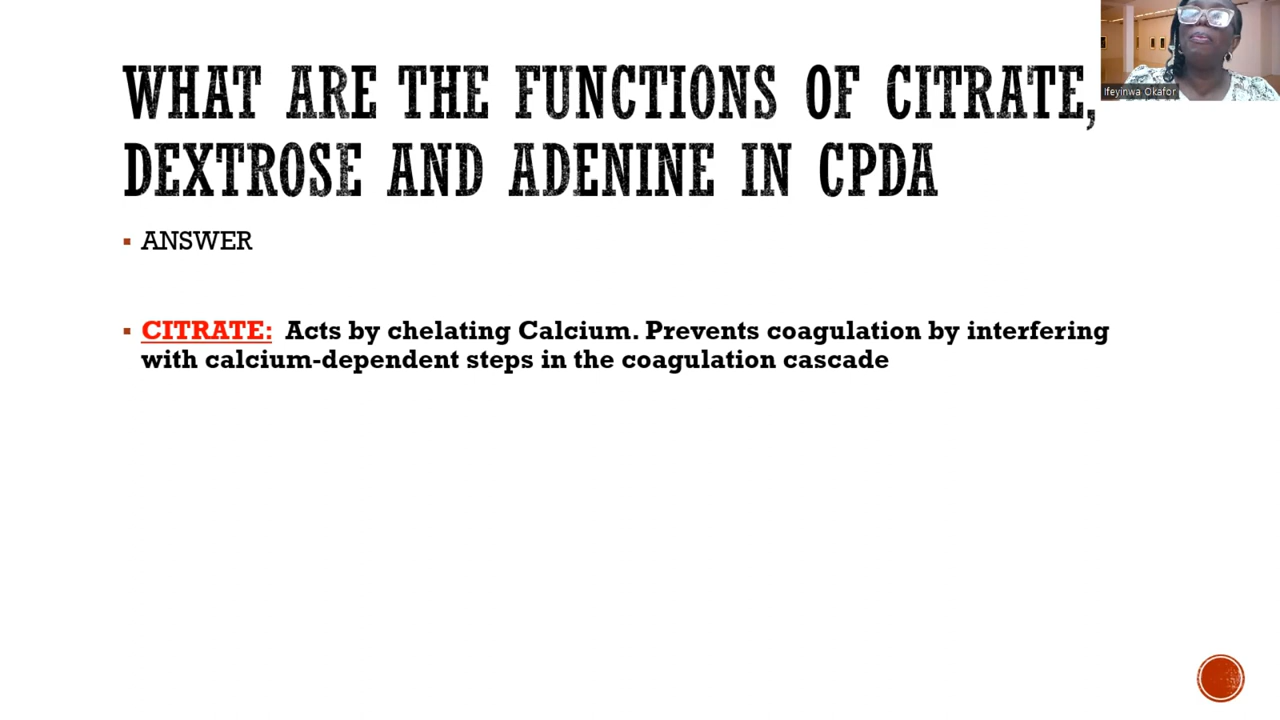 WHAT ARE THE FUNCTIONS OF CITRATE,
DEXTROSE AND ADENINE IN CPDA
Ifeyinwa Okafor
ANSWER
CITRATE: Acts by chelating Calcium. Prevents coagulation by interfering
with calcium-dependent steps in the coagulation cascade